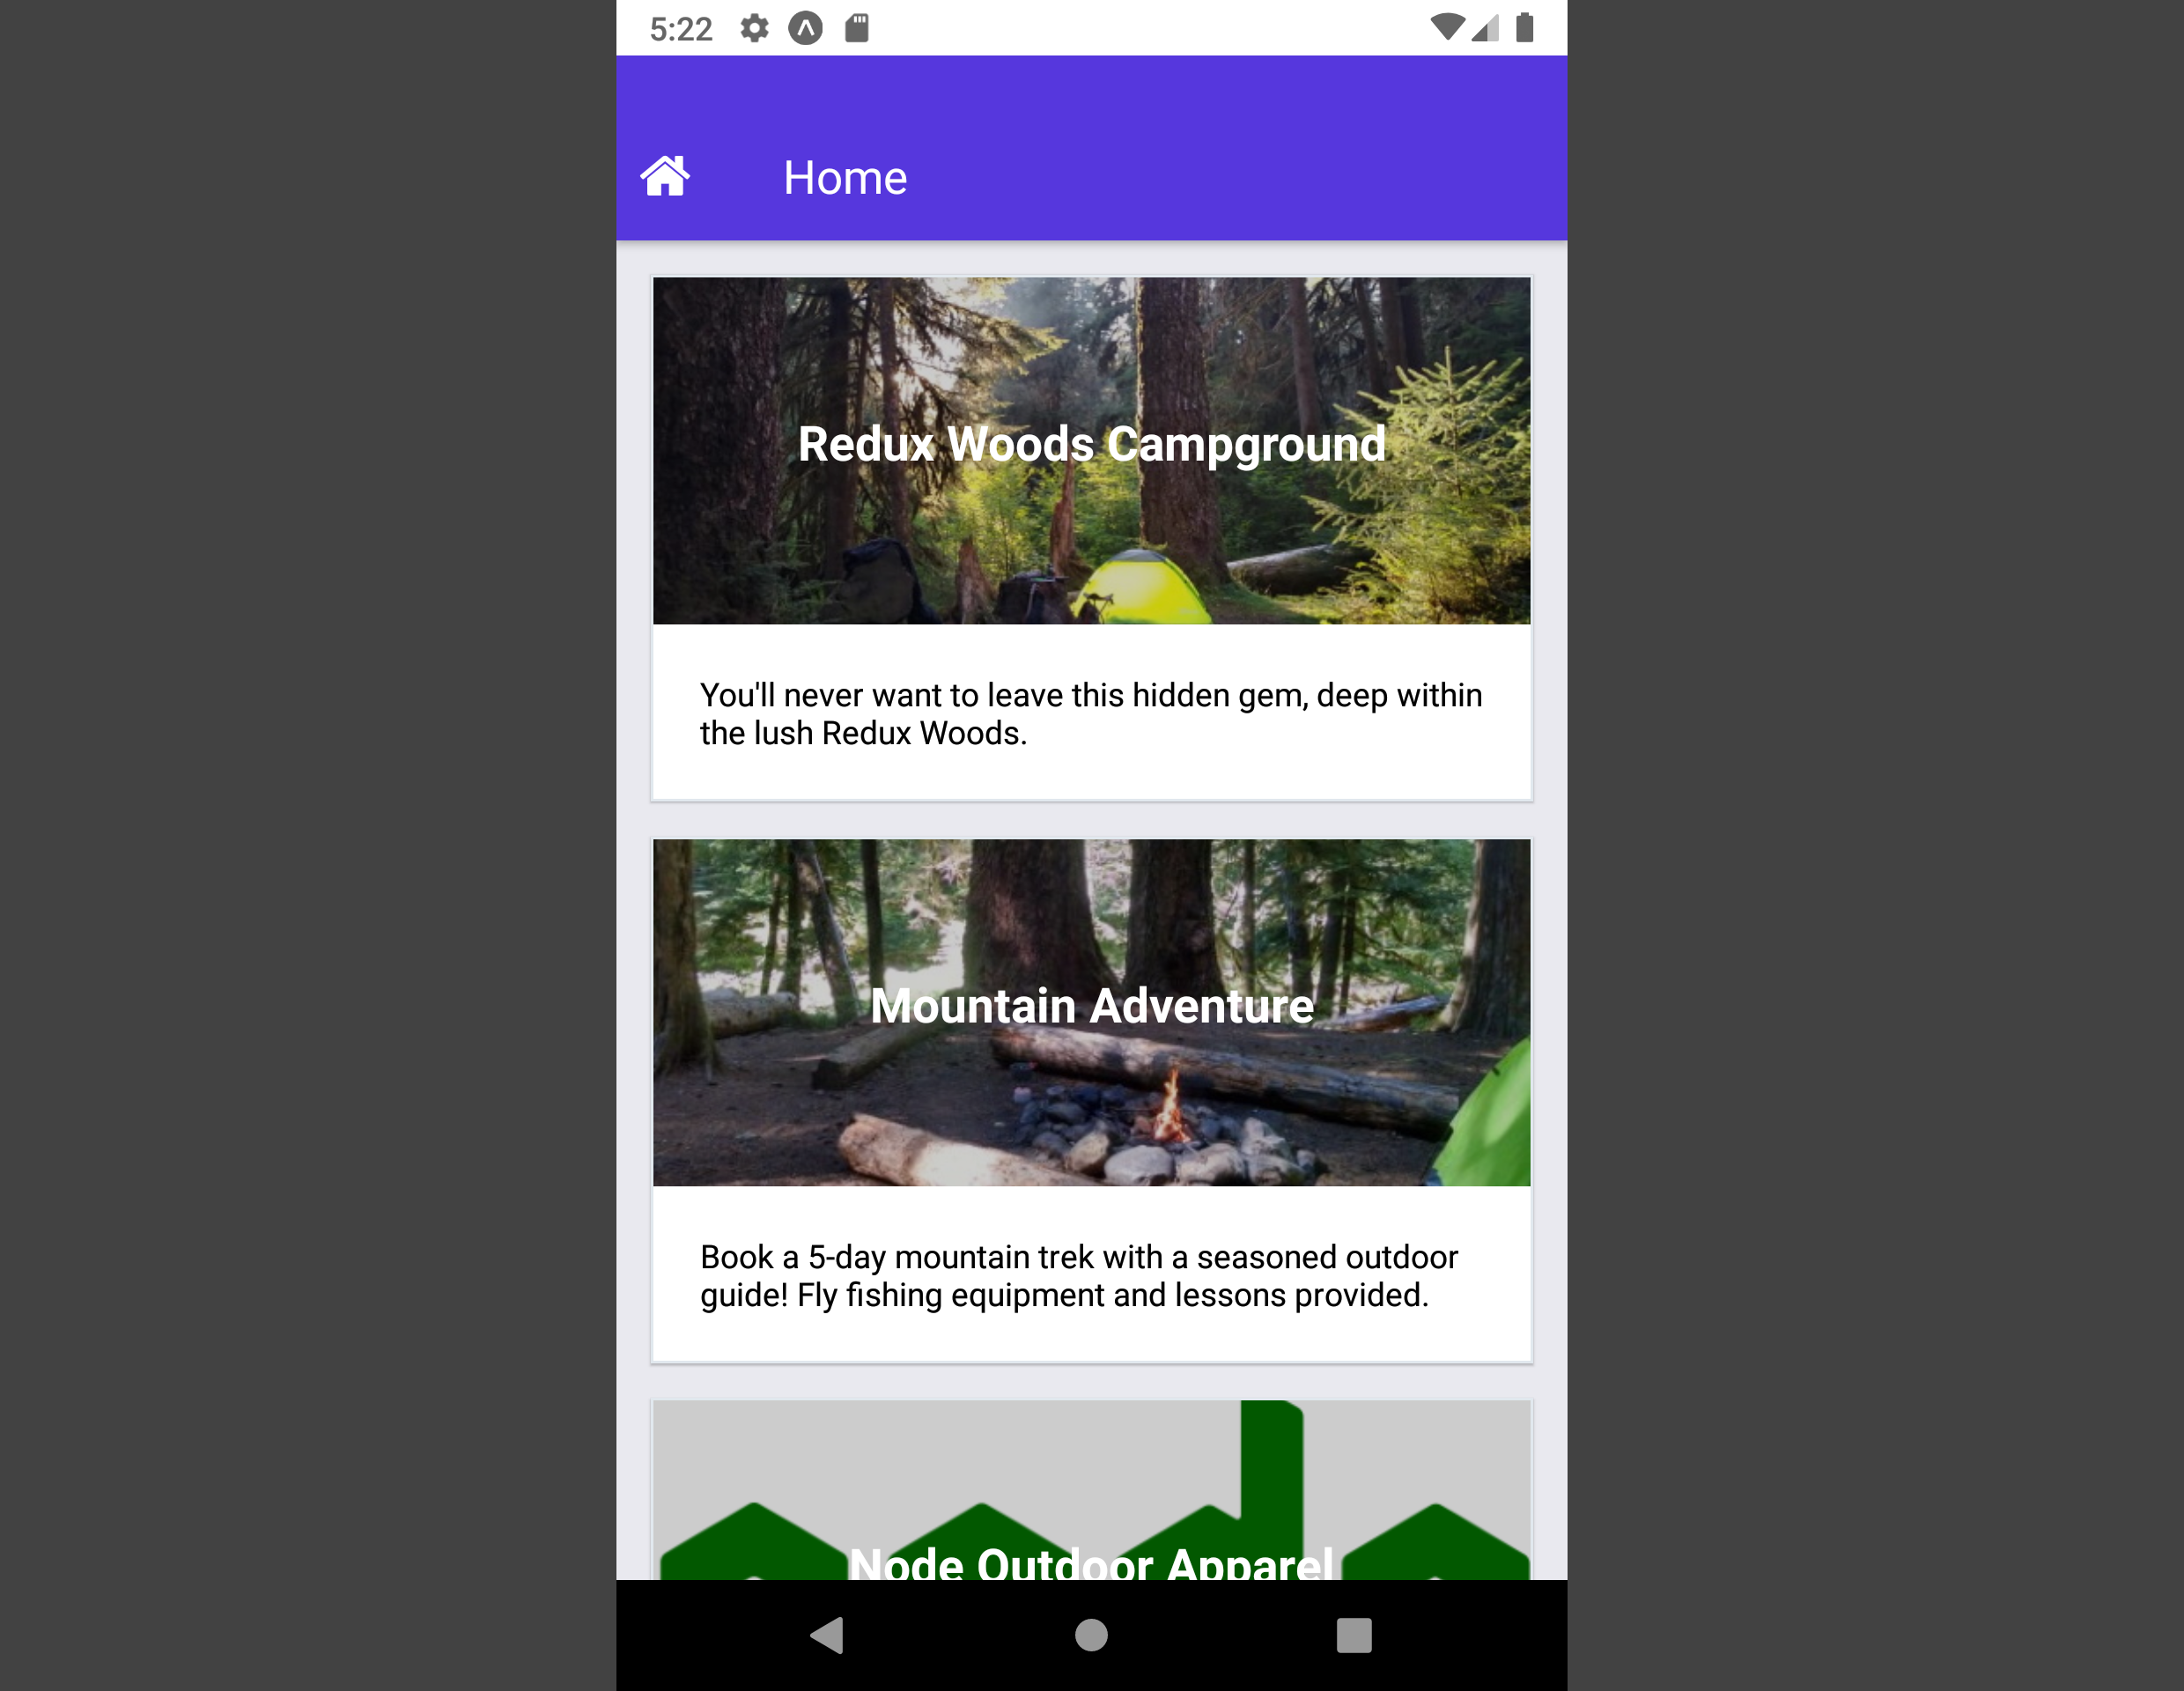 5:22
Home
Redux Woods Campground
You'll never want to leave this hidden gem, deep within
the lush Redux Woods.
Mountain Adventure
Book a 5-day mountain trek with a seasoned outdoor
guide! Fly fishing equipment and lessons provided.
Node Outdoor Apparel